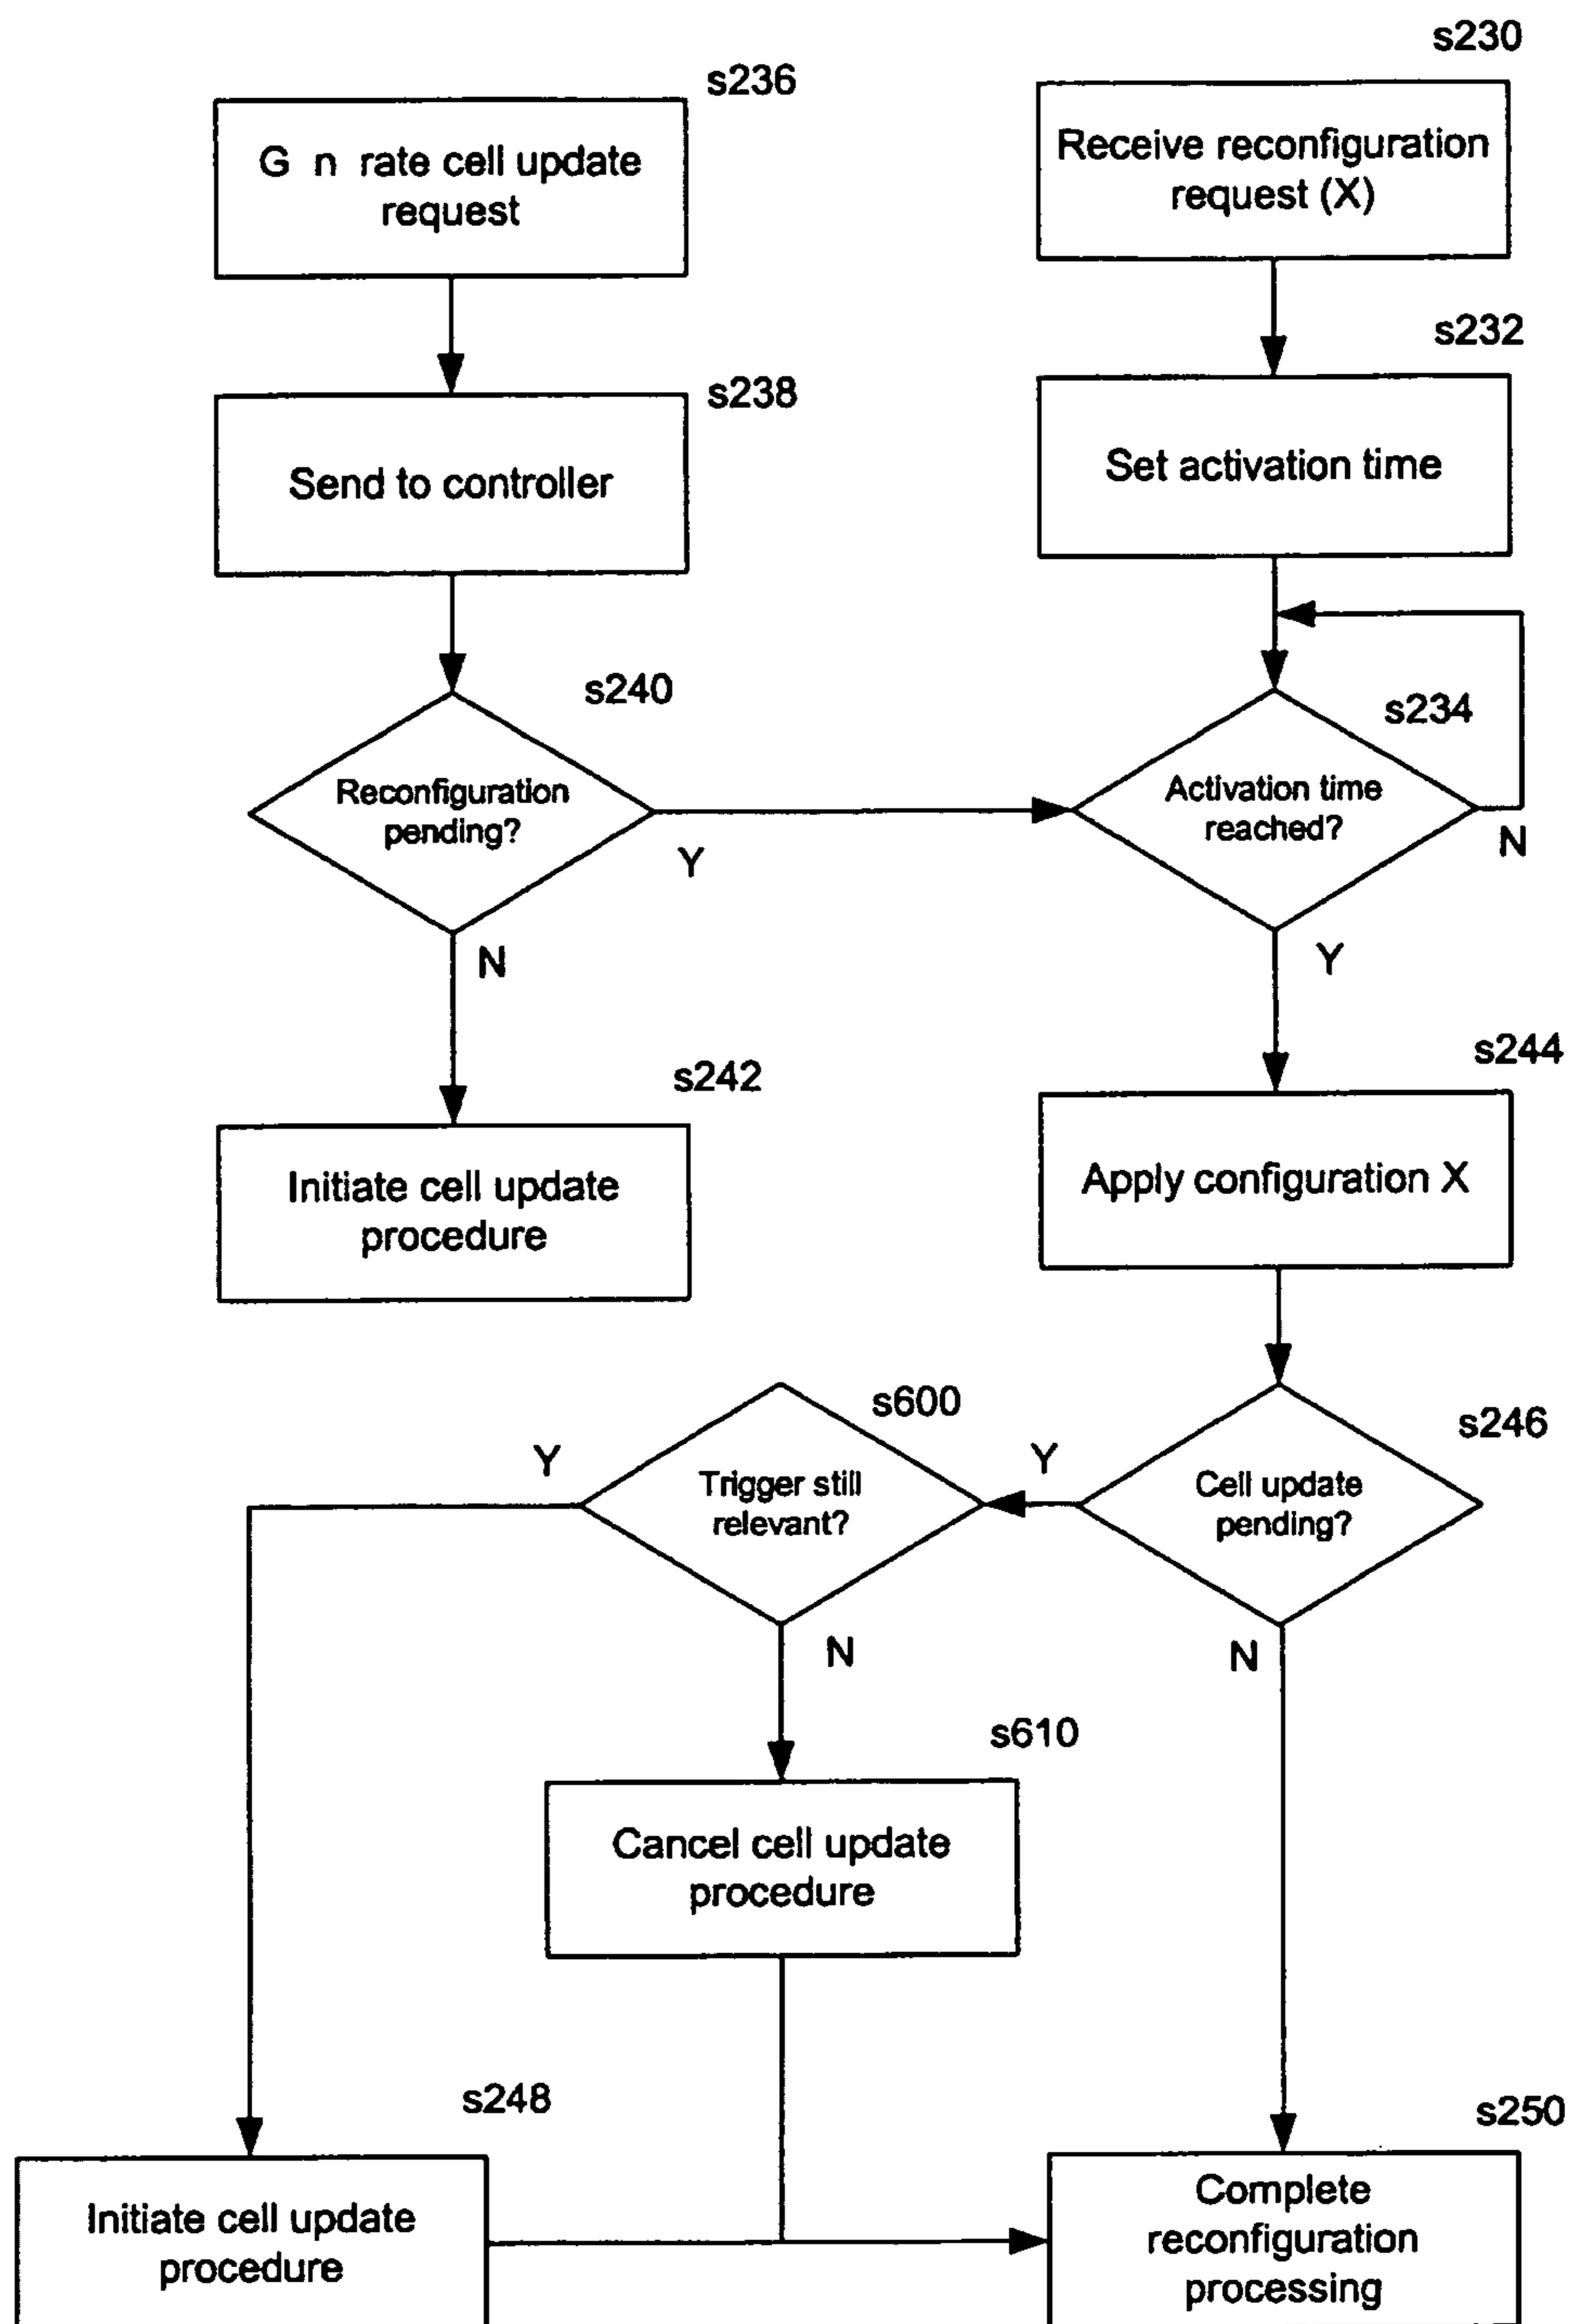 s230
s236
Receive reconfiguration
request (X)
G n rate cell update
request
s232
s238
Set activation time
Send to controller
s240
s234
Reconfiguration
pending?
Activation time
reached?
Y
N
N
Y
s244
s242
Apply configuration X
Initiate cell update
procedure
s600
s246
Y
Y
Trigger still
relevant?
Cell update
pending?
N
N
s610
Cancel cell update
procedure
s248
s250
Initiate cell update
procedure
Complete
reconfiguration
processing